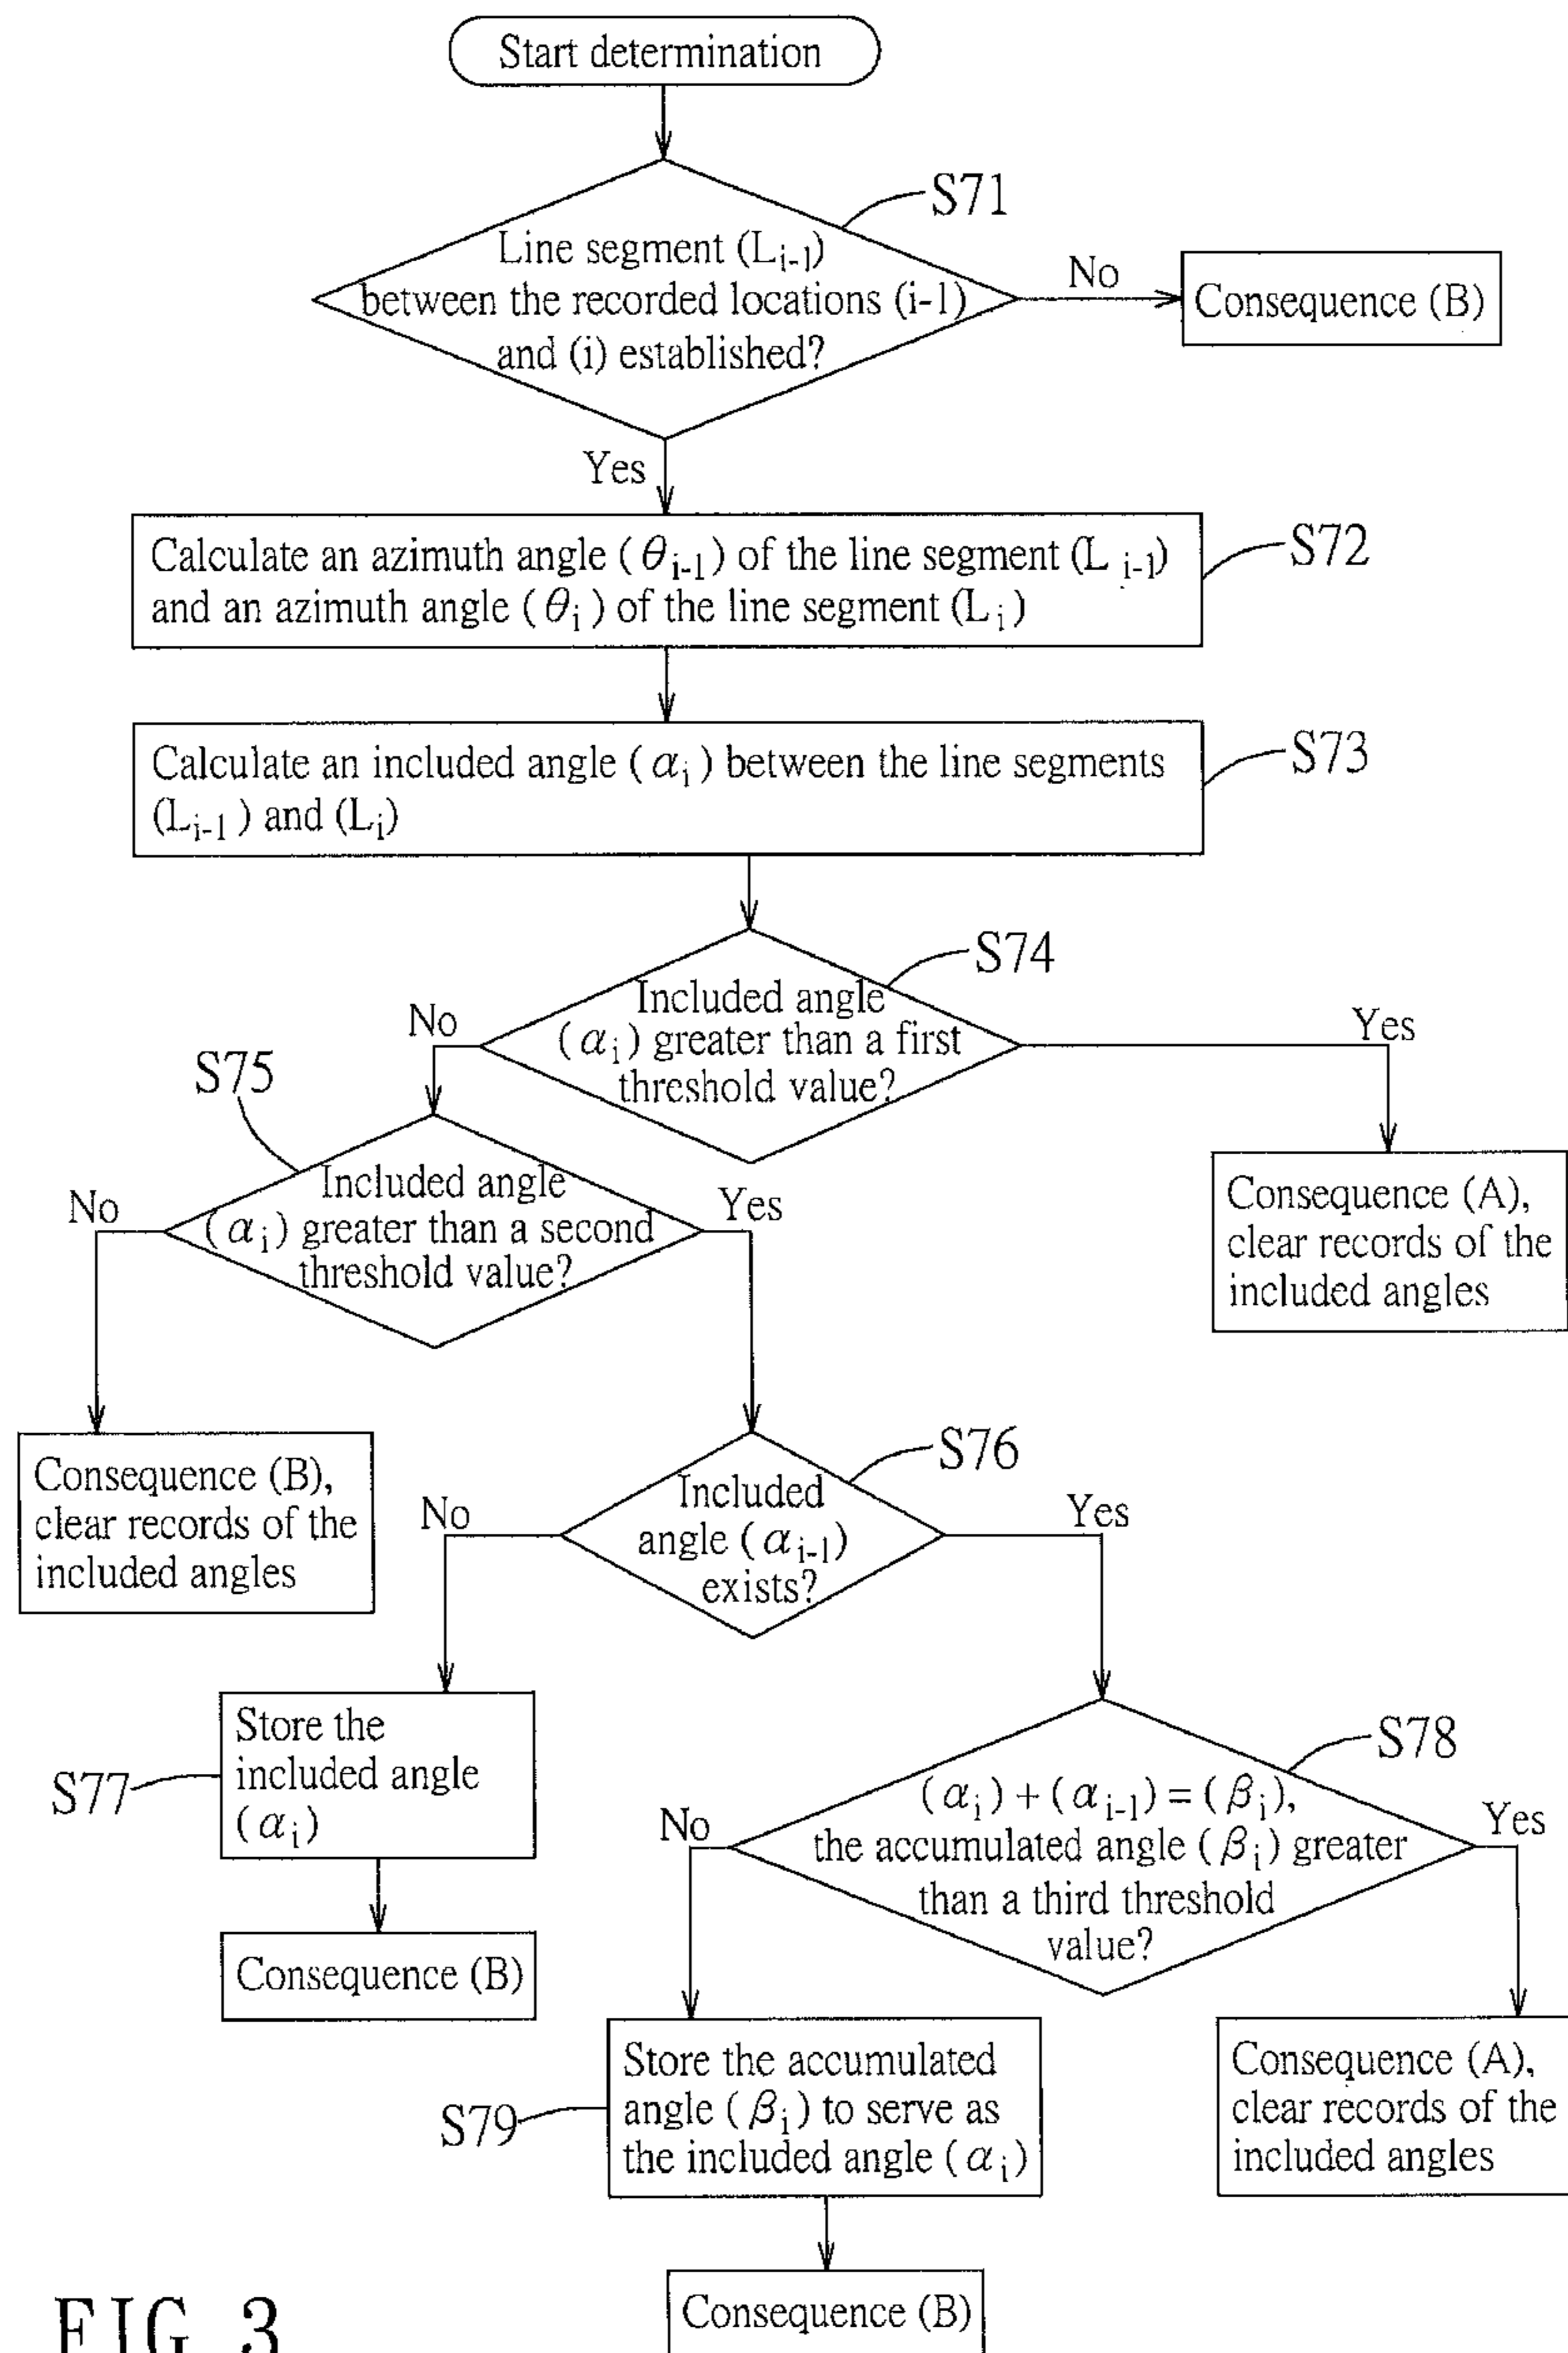 Start determination
S71
Line segment (Li-1)
between the recorded locations (i-1)
and (i) established?
No
Consequence (B)
Yes
S72
Calculate an azimuth angle (θi-1) of the line segment (L i-1)
and an azimuth angle (θi) of the line segment (Li)
S73
Calculate an included angle (αi) between the line segments
(Li-1) and (Li)
S74
Included angle
(αi) greater than a first
threshold value?
No
Yes
S75
Included angle
(αi) greater than a second
threshold value?
No
Yes
Consequence (A),
clear records of the
included angles
Consequence (B),
clear records of the
included angles
S76
Included
angle (αi-1)
exists?
No
Yes
S77
Store the
included angle
(αi)
Consequence (B)
S78
(αi)+(αi-1)=(βi),
the accumulated angle (βi) greater
than a third threshold
value?
No
Yes
S79
Store the accumulated
angle (βi) to serve as
the included angle (αi)
Consequence (A),
clear records of the
included angles
Consequence (B)
FIG. 3